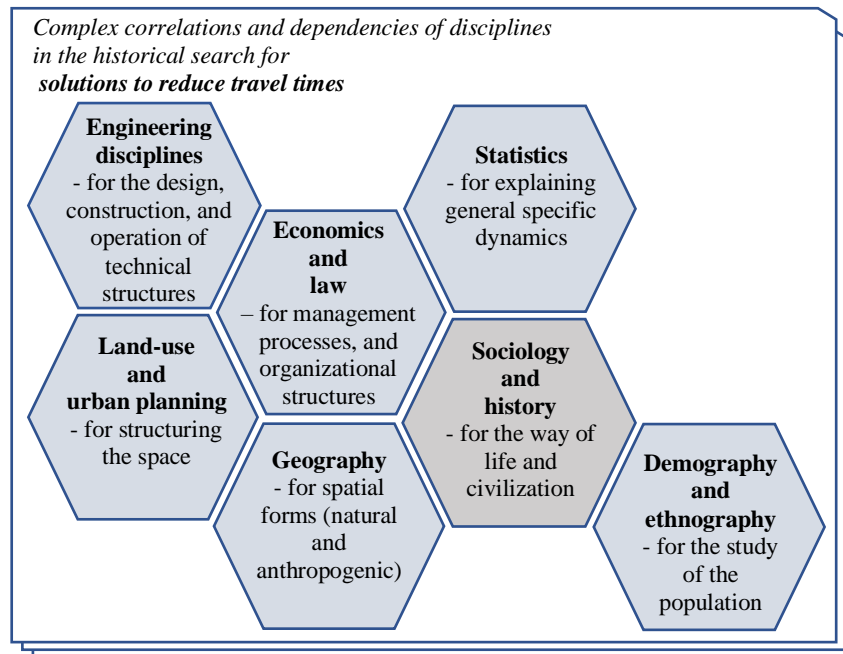 Complex correlations and dependencies of disciplines
in the historical search for
solutions to reduce travel times
Engineering
disciplines
- for the design,
construction, and
operation of
technical
structures
Statistics
- for explaining
general specific
dynamics
Economics
and
law
– for management
processes, and
organizational
structures
Land-use
and
urban planning
- for structuring
the space
Sociology
and
history
- for the way of
life and
civilization
Geography
- for spatial
forms (natural
and
anthropogenic)
Demography
and
ethnography
- for the study
of the
population